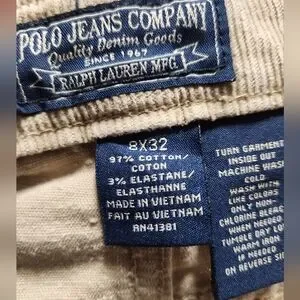 POLO JEANS COMPANY
Quality Denim Goods
SINCE 1967
RALPH LAUREN MFG.
8X32
97% COTTON/
COTON
3% ELASTANE/
ELASTHANNE
MADE IN VIETNAM
FAIT AU VIETNAM
RN41381
TURN GARMENT
INSIDE OUT
MACHINE WASH
COLD
WASH WITH
LIKE COLORS
ONLY NON-
CHLORINE BLEACH
WHEN NEEDED
TUMBLE DRY LOW
WARM IRON
IF NEEDED
ON REVERSE SIDE